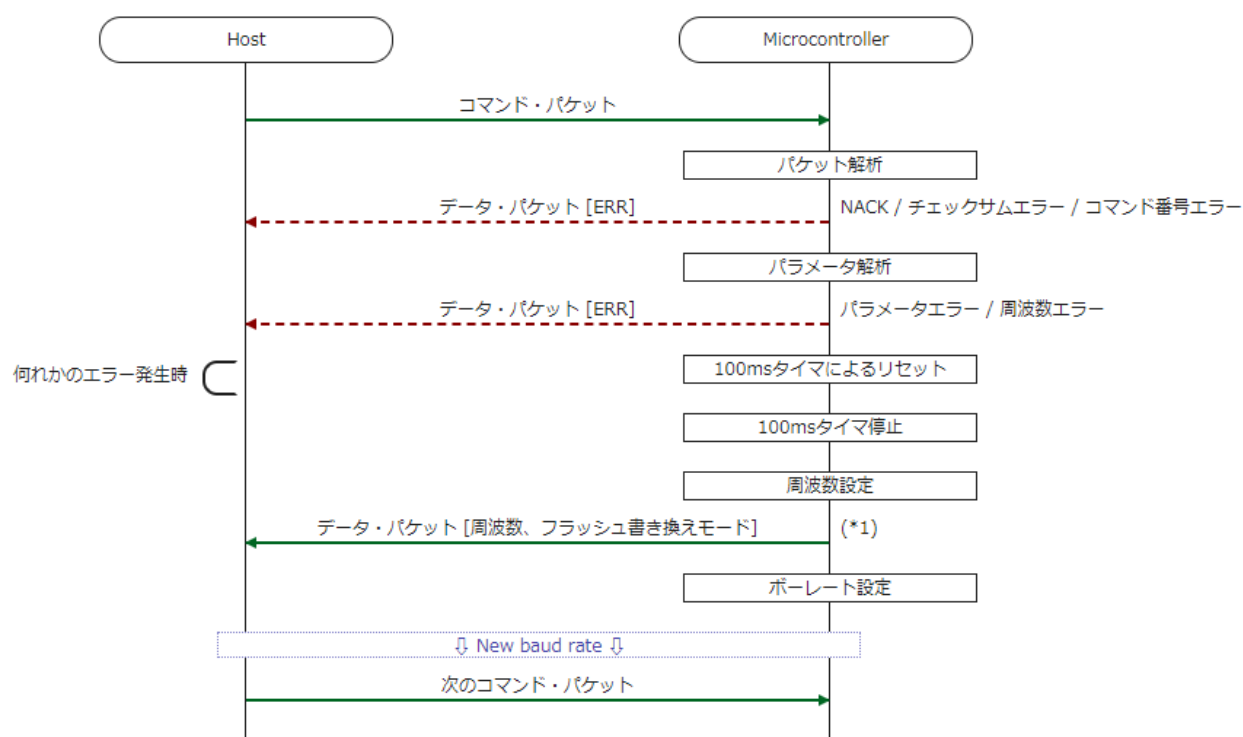 Host
Microcontroller
コマンド・パケット
パケット解析
データ・パケット [ERR]
NACK / チェックサムエラー / コマンド番号エラー
パラメータ解析
データ・パケット [ERR]
パラメータエラー / 周波数エラー
何れかのエラー発生時
100msタイマによるリセット
100msタイマ停止
周波数設定
データ・パケット [周波数、フラッシュ書き換えモード]
(*1)
ボーレート設定
⇩ New baud rate ⇩
次のコマンド・パケット